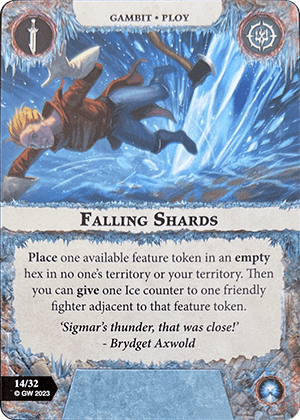 GAMBIT • PLOY
FALLING SHARDS
Place one available feature token in an empty
hex in no one's territory or your territory. Then
you can give one Ice counter to one friendly
fighter adjacent to that feature token.
‘Sigmar's thunder, that was close!’
- Brydget Axwold
14/32
© GW 2023